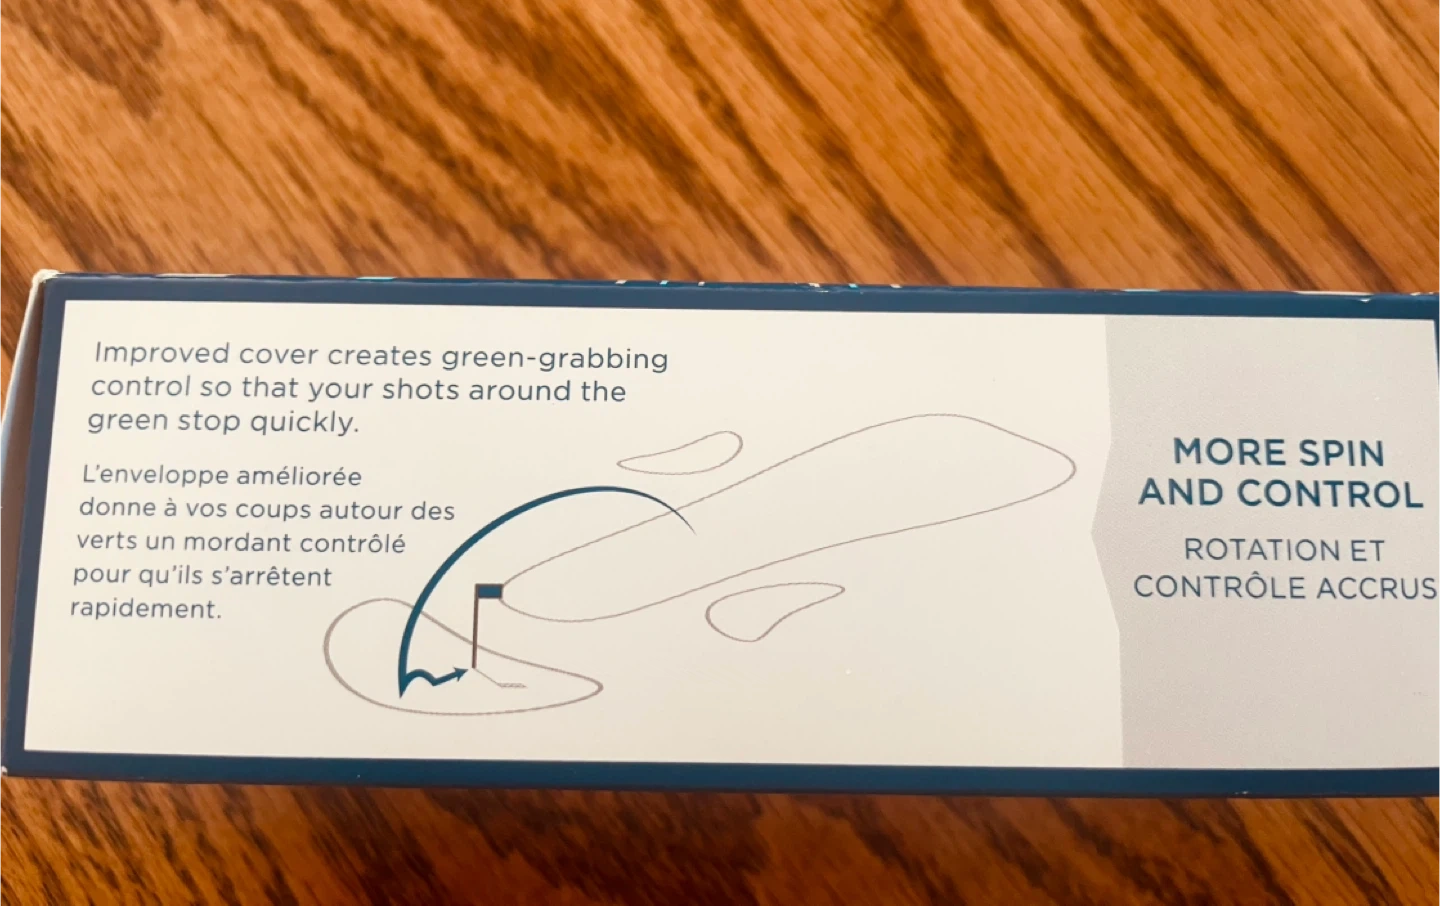 Improved cover creates green-grabbing
control so that your shots around the
green stop quickly.
L'enveloppe améliorée
donne à vos coups autour des
verts un mordant contrôlé
pour qu'ils s'arrêtent
rapidement.
MORE SPIN
AND CONTROL
ROTATION ET
CONTRÔLE ACCRUS